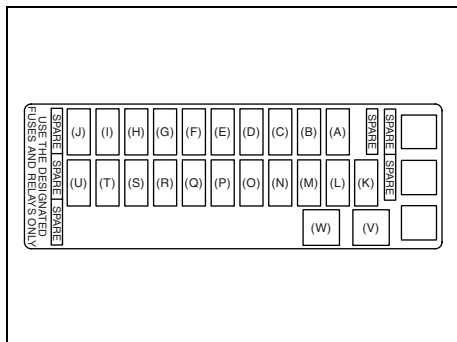 USE THE DESIGNATED
FUSES AND RELAYS ONLY
SPARE
SPARE
SPARE
(J) (I) (H) (G) (F) (E) (D) (C) (B) (A)
SPARE
SPARE
(U) (T) (S) (R) (Q) (P) (O) (N) (M) (L) (K)
SPARE
(W) (V)